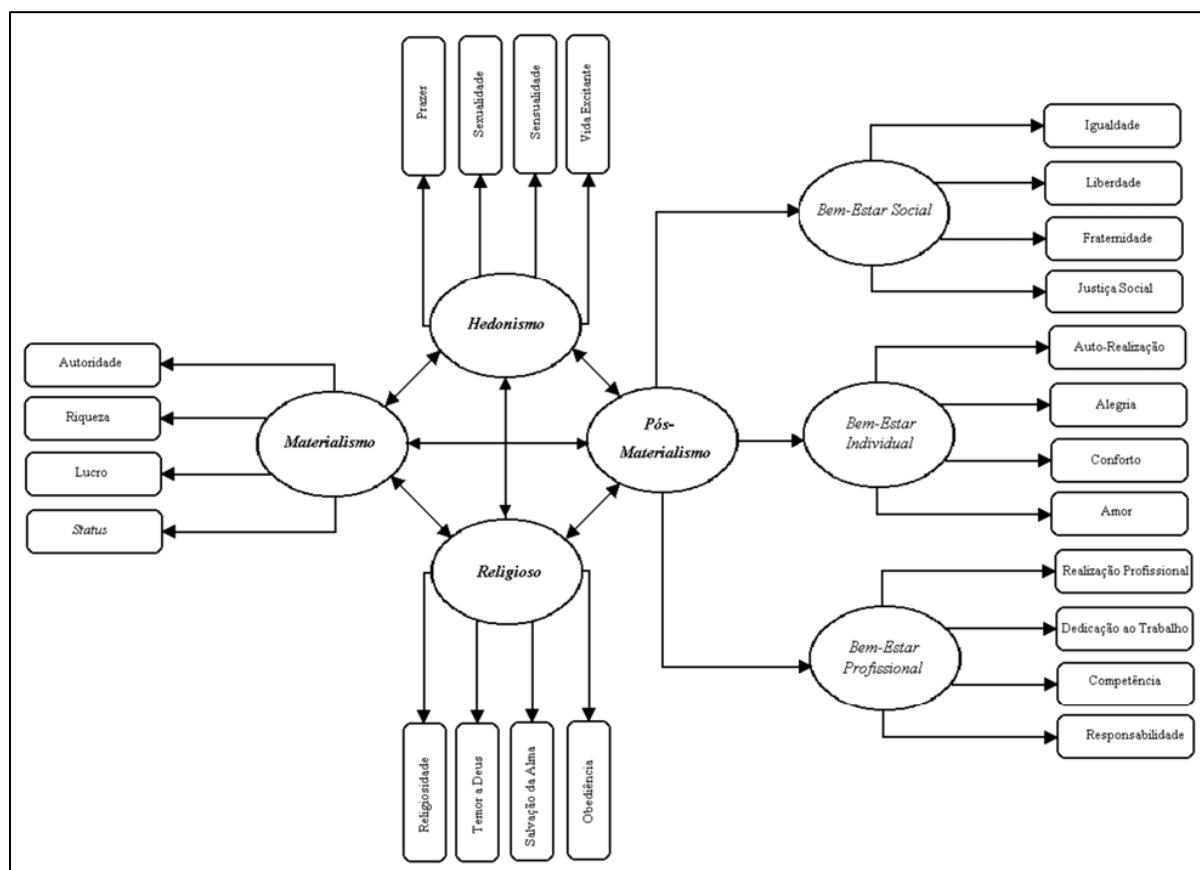 Prazer
Sexualidade
Sensualidade
Vida Excitante
Hedonismo
Autoridade
Riqueza
Lucro
Status
Materialismo
Pós-
Materialismo
Religioso
Religiosidade
Temor a Deus
Salvação da Alma
Obediência
Bem-Estar Social
Igualdade
Liberdade
Fraternidade
Justiça Social
Bem-Estar
Individual
Auto-Realização
Alegria
Conforto
Amor
Bem-Estar
Profissional
Realização Profissional
Dedicação ao Trabalho
Competência
Responsabilidade